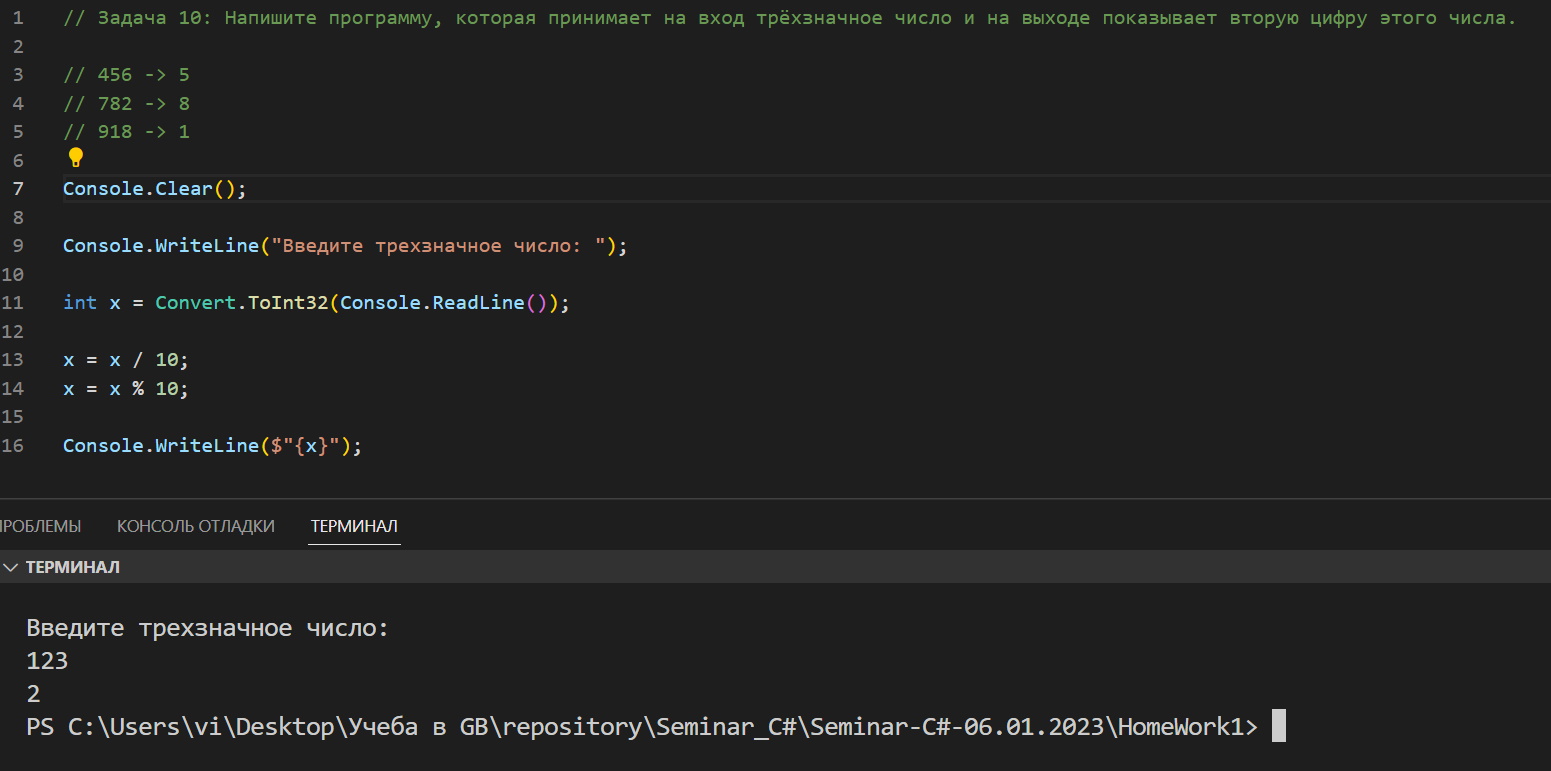 1 // Задача 10: Напишите программу, которая принимает на вход трёхзначное число и на выходе показывает вторую цифру этого числа.
2
3 // 456 -> 5
4 // 782 -> 8
5 // 918 -> 1
6
7 Console.Clear();
8
9 Console.WriteLine("Введите трехзначное число: ");
10
11 int x = Convert.ToInt32(Console.ReadLine());
12
13 x = x / 10;
14 x = x % 10;
15
16 Console.WriteLine($"{x}");
ПРОБЛЕМЫ КОНСОЛЬ ОТЛАДКИ ТЕРМИНАЛ
ТЕРМИНАЛ
Введите трехзначное число:
123
2
PS C:\Users\vi\Desktop\Учеба в GB\repository\Seminar_C#\Seminar-C#-06.01.2023\HomeWork1>